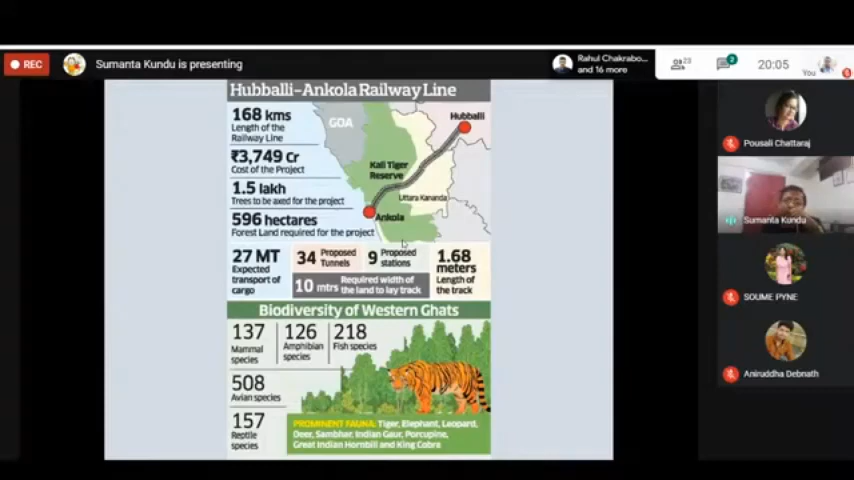 REC
Sumanta Kundu is presenting
Rahul Chakrabo...
and 16 more
23
2
20:05
You
Hubballi-Ankola Railway Line
168 kms
Length of the
Railway Line
₹3,749 Cr
Cost of the Project
1.5 lakh
Trees to be axed for the project
596 hectares
Forest Land required for the project
GOA
Hubballi
Kali Tiger
Reserve
Uttara Kannada
Ankola
27 MT
Expected
transport of
cargo
34 Proposed
Tunnels
9 Proposed
stations
10 mtrs Required width of
the land to lay track
1.68
meters
Length of
the track
Biodiversity of Western Ghats
137
Mammal
species
126
Amphibian
species
218
Fish species
508
Avian species
157
Reptile
species
PROMINENT FAUNA: Tiger, Elephant, Leopard,
Deer, Sambhar, Indian Gaur, Porcupine,
Great Indian Hornbill and King Cobra
Pousali Chattaraj
Sumanta Kundu
SOUME PYNE
Aniruddha Debnath